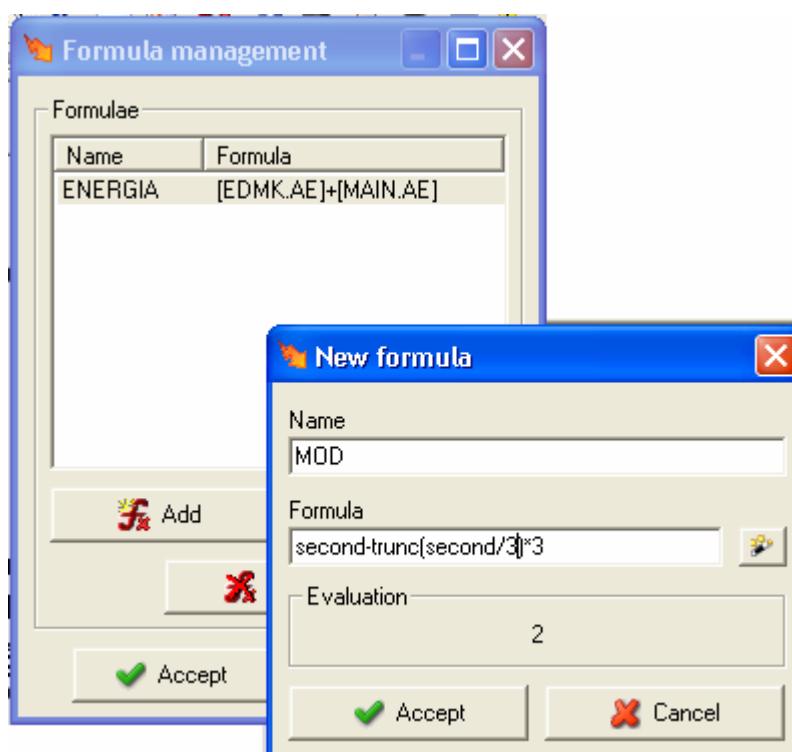 Formula management
Formulae
Name Formula
ENERGIA [EDMK.AE]+[MAIN.AE]
Add
Accept
New formula
Name
MOD
Formula
second-trunc(second/3)*3
Evaluation
2
Accept Cancel